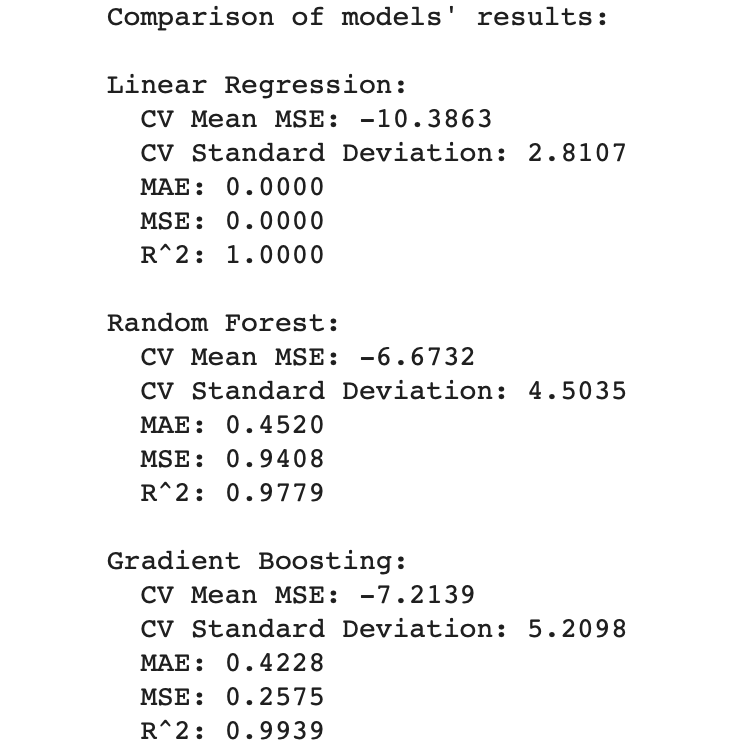 Comparison of models' results:
Linear Regression:
CV Mean MSE: -10.3863
CV Standard Deviation: 2.8107
MAE: 0.0000
MSE: 0.0000
R^2: 1.0000
Random Forest:
CV Mean MSE: -6.6732
CV Standard Deviation: 4.5035
MAE: 0.4520
MSE: 0.9408
R^2: 0.9779
Gradient Boosting:
CV Mean MSE: -7.2139
CV Standard Deviation: 5.2098
MAE: 0.4228
MSE: 0.2575
R^2: 0.9939